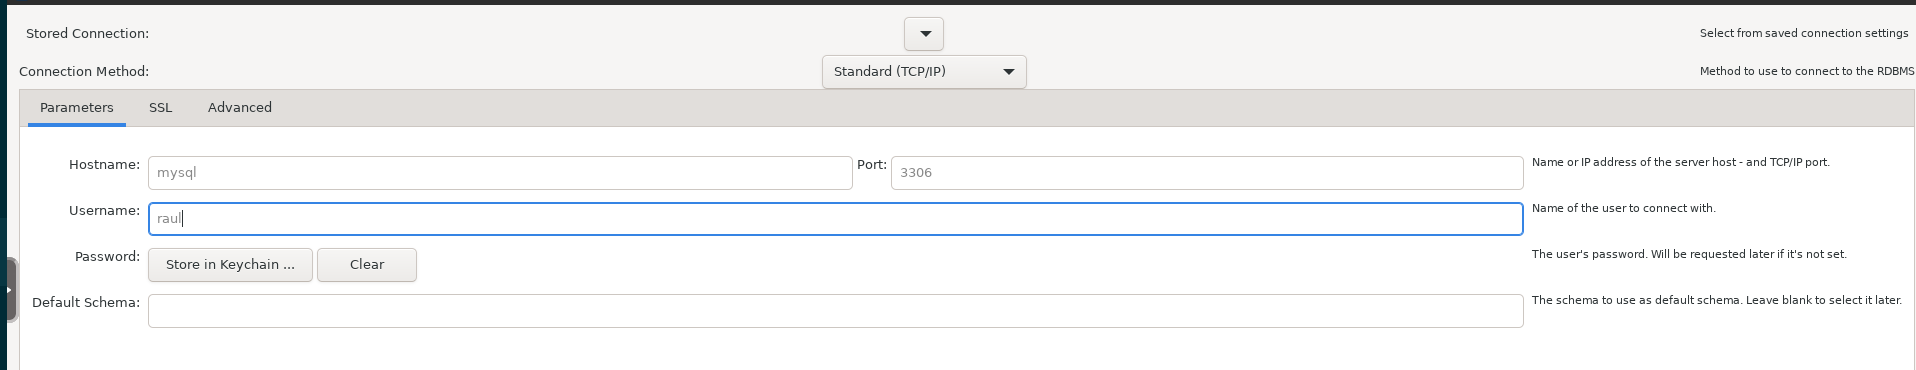 Stored Connection: Select from saved connection settings
Connection Method: Standard (TCP/IP) Method to use to connect to the RDBMS
Parameters SSL Advanced
Hostname: mysql Port: 3306 Name or IP address of the server host - and TCP/IP port.
Username: raul Name of the user to connect with.
Password: Store in Keychain ... Clear The user's password. Will be requested later if it's not set.
Default Schema: The schema to use as default schema. Leave blank to select it later.